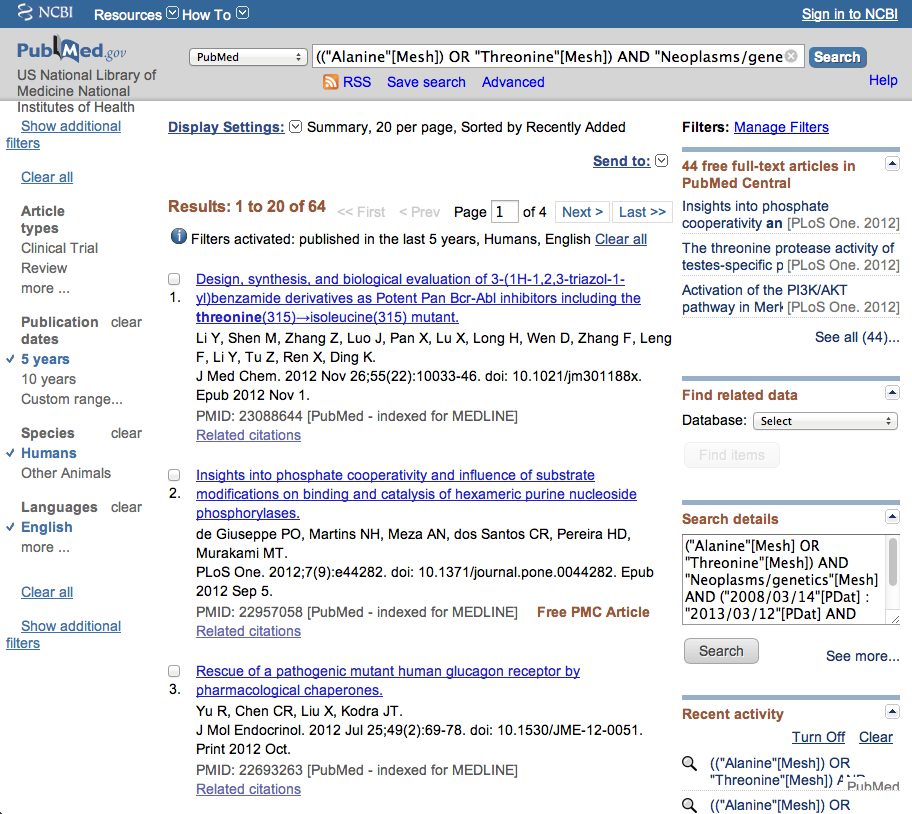 NCBI Resources How To Sign in to NCBI
PubMed.gov
US National Library of
Medicine National
Institutes of Health
PubMed
(("Alanine"[Mesh]) OR "Threonine"[Mesh]) AND "Neoplasms/gene
Search
RSS Save search Advanced
Help
Show additional
filters
Clear all
Article
types
Clinical Trial
Review
more ...
Publication clear
dates
5 years
10 years
Custom range...
Species clear
Humans
Other Animals
Languages clear
English
more ...
Clear all
Show additional
filters
Display Settings: Summary, 20 per page, Sorted by Recently Added
Send to:
Results: 1 to 20 of 64 << First < Prev Page 1 of 4 Next > Last >>
Filters activated: published in the last 5 years, Humans, English Clear all
Design, synthesis, and biological evaluation of 3-(1H-1,2,3-triazol-1-
1. yl)benzamide derivatives as Potent Pan Bcr-Abl inhibitors including the
threonine(315)→isoleucine(315) mutant.
Li Y, Shen M, Zhang Z, Luo J, Pan X, Lu X, Long H, Wen D, Zhang F, Leng
F, Li Y, Tu Z, Ren X, Ding K.
J Med Chem. 2012 Nov 26;55(22):10033-46. doi: 10.1021/jm301188x.
Epub 2012 Nov 1.
PMID: 23088644 [PubMed - indexed for MEDLINE]
Related citations
Insights into phosphate cooperativity and influence of substrate
2. modifications on binding and catalysis of hexameric purine nucleoside
phosphorylases.
de Giuseppe PO, Martins NH, Meza AN, dos Santos CR, Pereira HD,
Murakami MT.
PLoS One. 2012;7(9):e44282. doi: 10.1371/journal.pone.0044282. Epub
2012 Sep 5.
PMID: 22957058 [PubMed - indexed for MEDLINE] Free PMC Article
Related citations
Rescue of a pathogenic mutant human glucagon receptor by
3. pharmacological chaperones.
Yu R, Chen CR, Liu X, Kodra JT.
J Mol Endocrinol. 2012 Jul 25;49(2):69-78. doi: 10.1530/JME-12-0051.
Print 2012 Oct.
PMID: 22693263 [PubMed - indexed for MEDLINE]
Related citations
Filters: Manage Filters
44 free full-text articles in
PubMed Central
Insights into phosphate
cooperativity an [PLoS One. 2012]
The threonine protease activity of
testes-specific p [PLoS One. 2012]
Activation of the PI3K/AKT
pathway in Merk [PLoS One. 2012]
See all (44)...
Find related data
Database: Select
Find items
Search details
("Alanine"[Mesh] OR
"Threonine"[Mesh]) AND
"Neoplasms/genetics"[Mesh]
AND ("2008/03/14"[PDat] :
"2013/03/12"[PDat] AND
Search
See more...
Recent activity
Turn Off Clear
(("Alanine"[Mesh]) OR
"Threonine"[Mesh]) AND
PubMed
(("Alanine"[Mesh]) OR